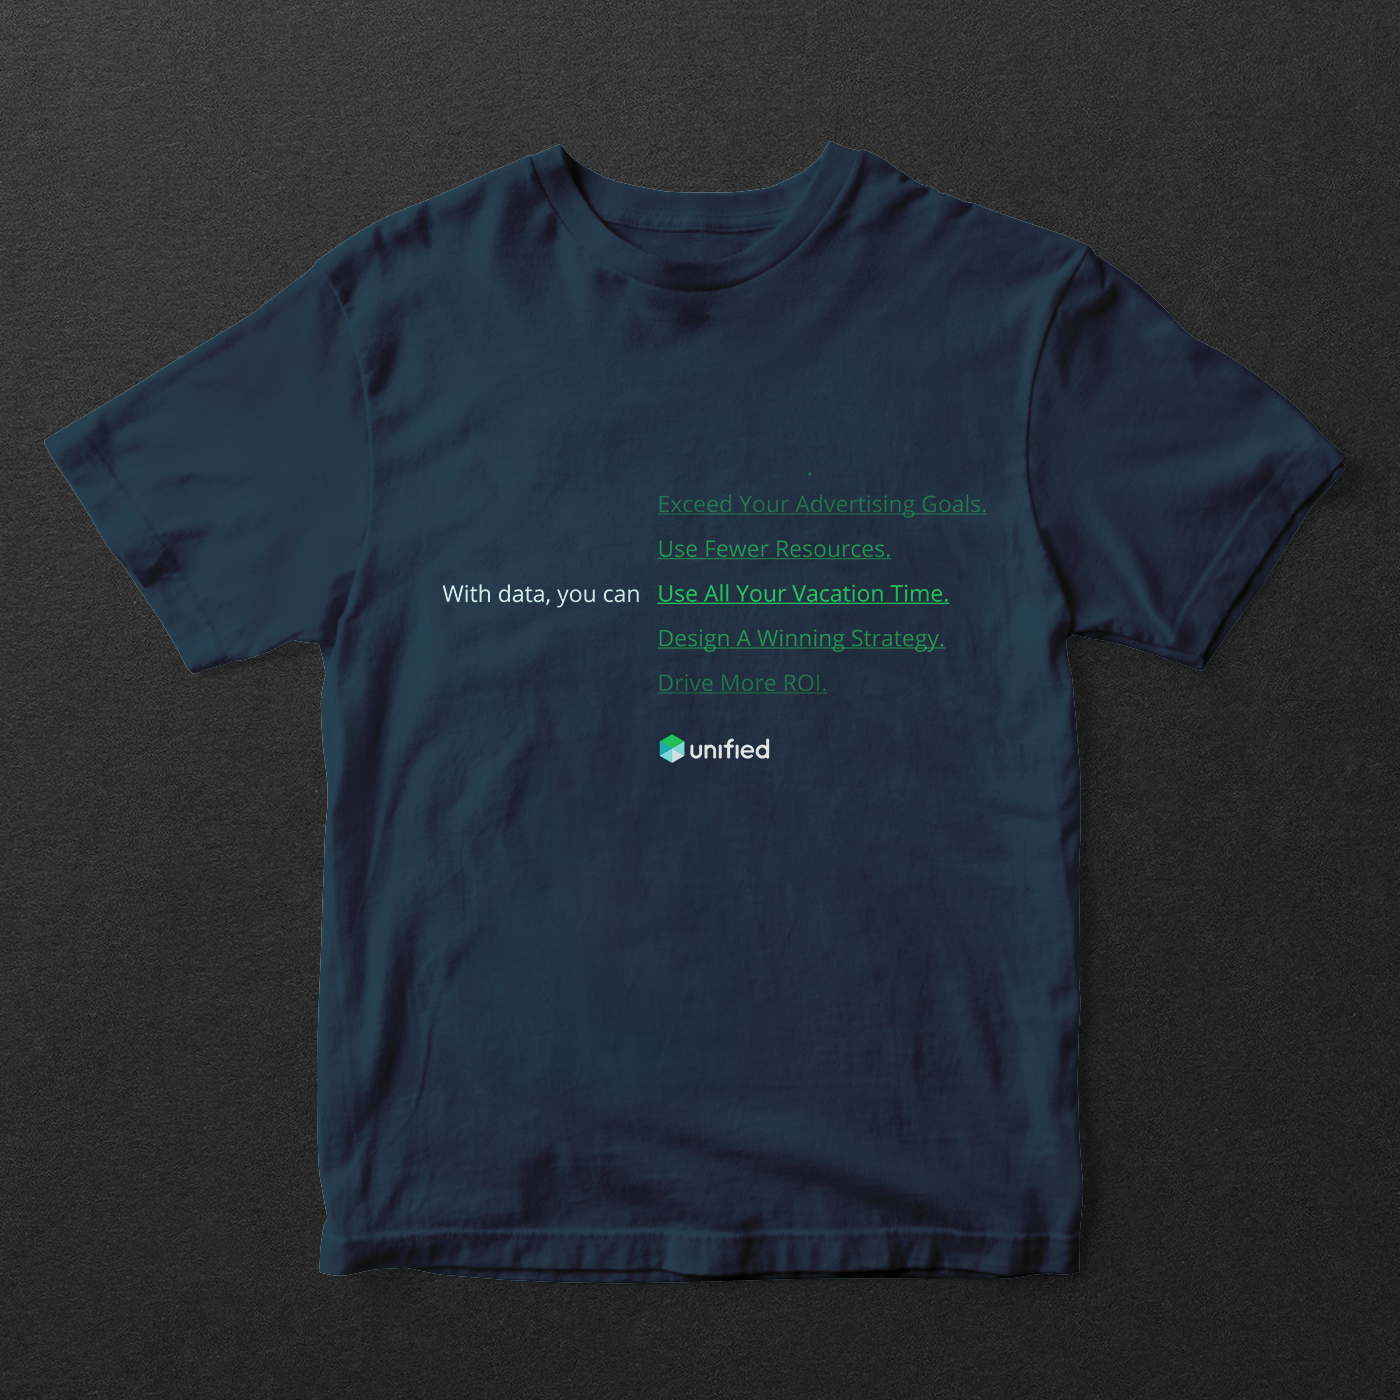 Exceed Your Advertising Goals.
Use Fewer Resources.
With data, you can Use All Your Vacation Time.
Design A Winning Strategy.
Drive More ROI.
unified